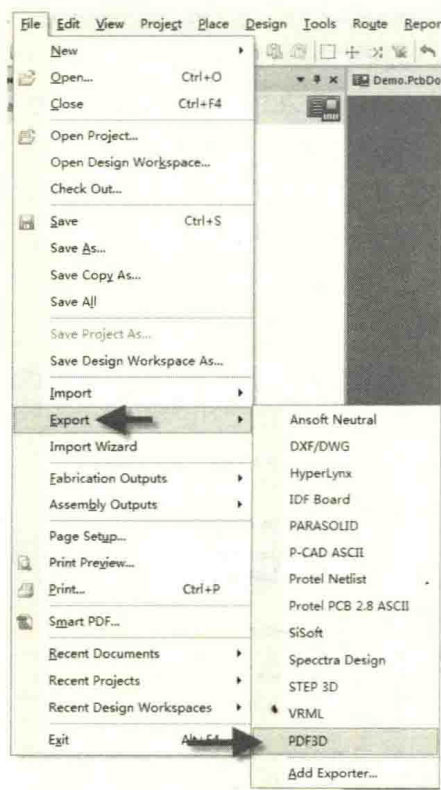 File Edit View Project Place Design Tools Route Repor
New
Demo.PcbDo
Open... Ctrl+O
Close Ctrl+F4
Open Project...
Open Design Workspace...
Check Out...
Save Ctrl+S
Save As...
Save Copy As...
Save All
Save Project As...
Save Design Workspace As...
Import
Export
Import Wizard
Fabrication Outputs
Assembly Outputs
Page Setup...
Print Preview...
Print... Ctrl+P
Smart PDF...
Recent Documents
Recent Projects
Recent Design Workspaces
Exit
Ansoft Neutral
DXF/DWG
HyperLynx
IDF Board
PARASOLID
P-CAD ASCII
Protel Netlist
Protel PCB 2.8 ASCII
SiSoft
Specctra Design
STEP 3D
VRML
PDF3D
Add Exporter...